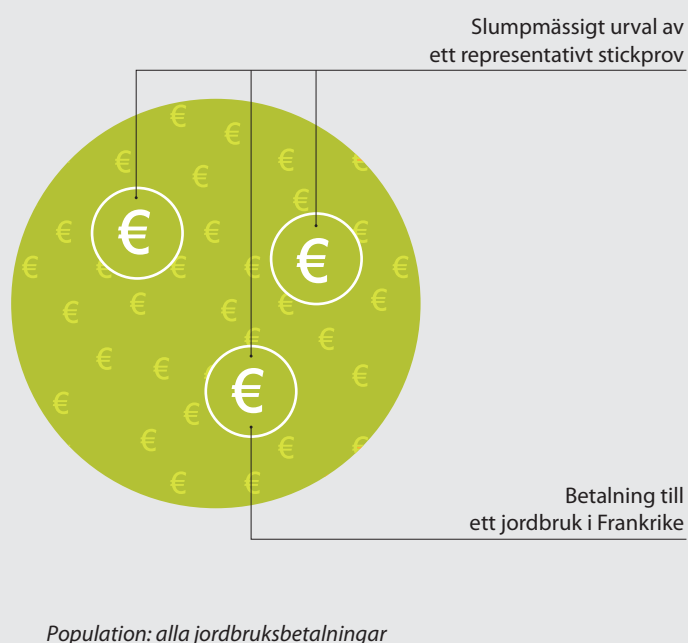 Slumpmässigt urval av
ett representativt stickprov
Betalning till
ett jordbruk i Frankrike
Population: alla jordbruksbetalningar